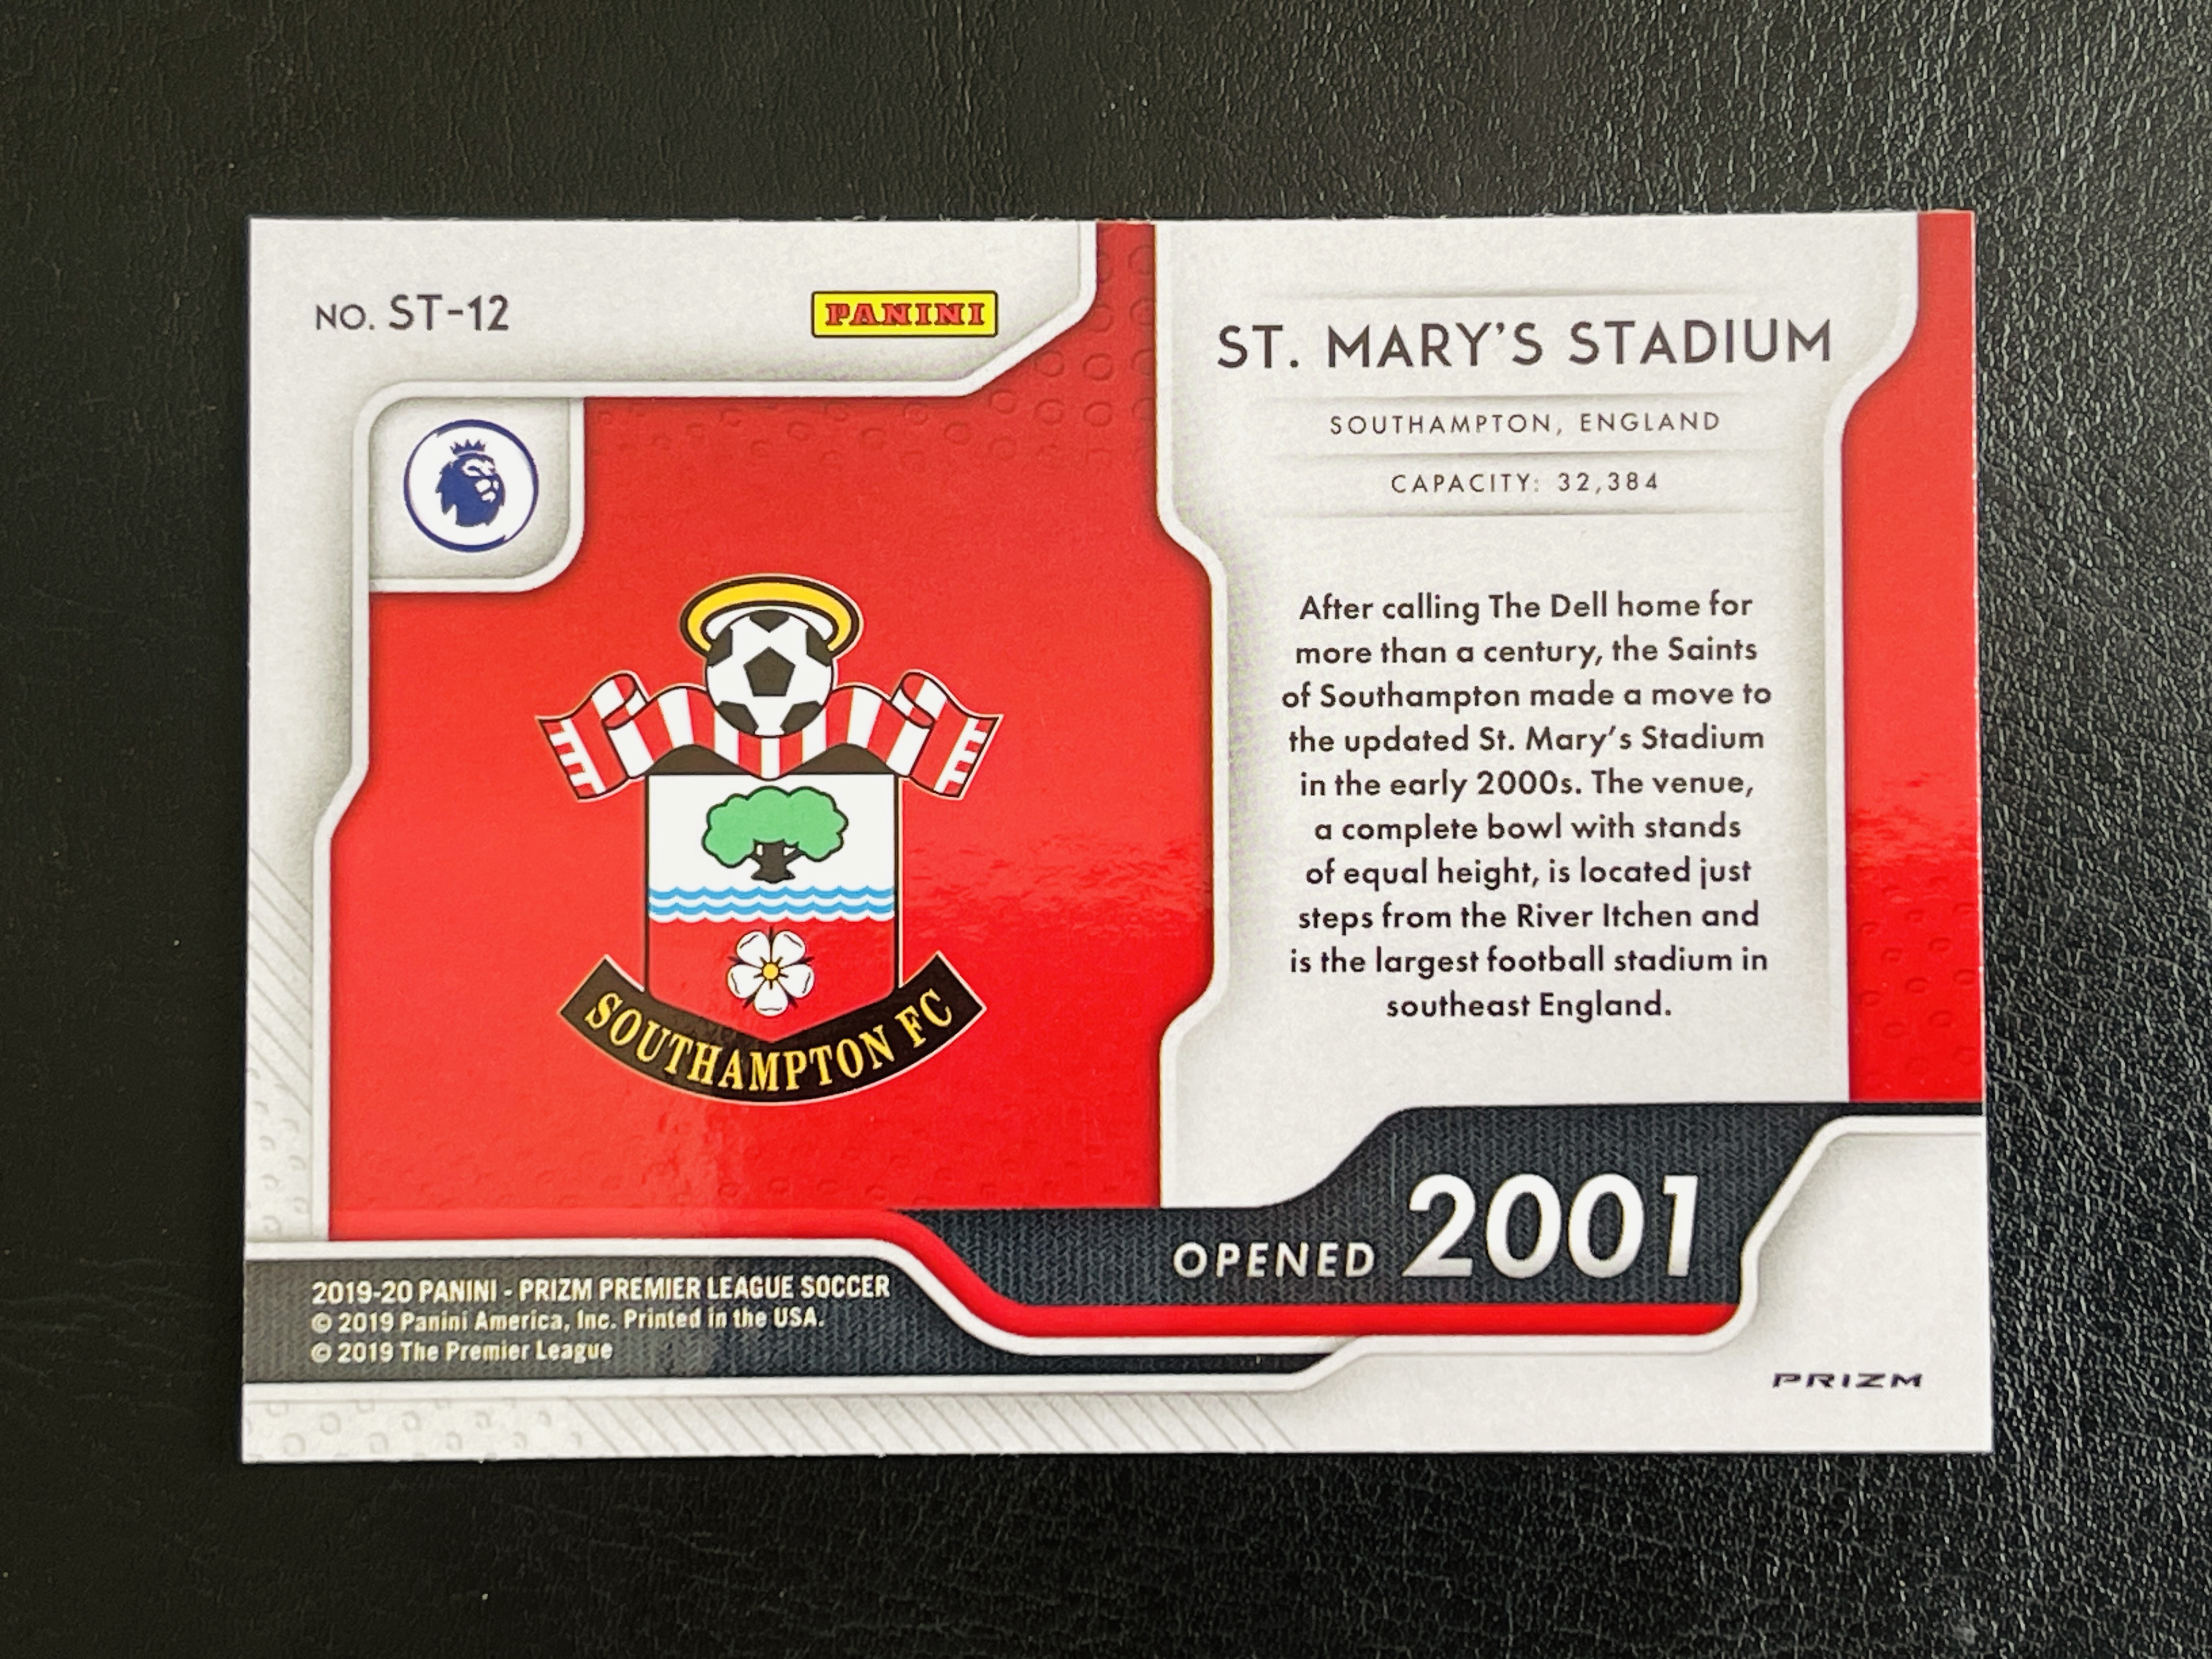 NO. ST-12
PANINI
SOUTHAMPTON FC
ST. MARY'S STADIUM
SOUTHAMPTON, ENGLAND
CAPACITY: 32,384
After calling The Dell home for
more than a century, the Saints
of Southampton made a move to
the updated St. Mary's Stadium
in the early 2000s. The venue,
a complete bowl with stands
of equal height, is located just
steps from the River Itchen and
is the largest football stadium in
southeast England.
OPENED 2001
2019-20 PANINI - PRIZM PREMIER LEAGUE SOCCER
© 2019 Panini America, Inc. Printed in the USA.
© 2019 The Premier League
PRIZM